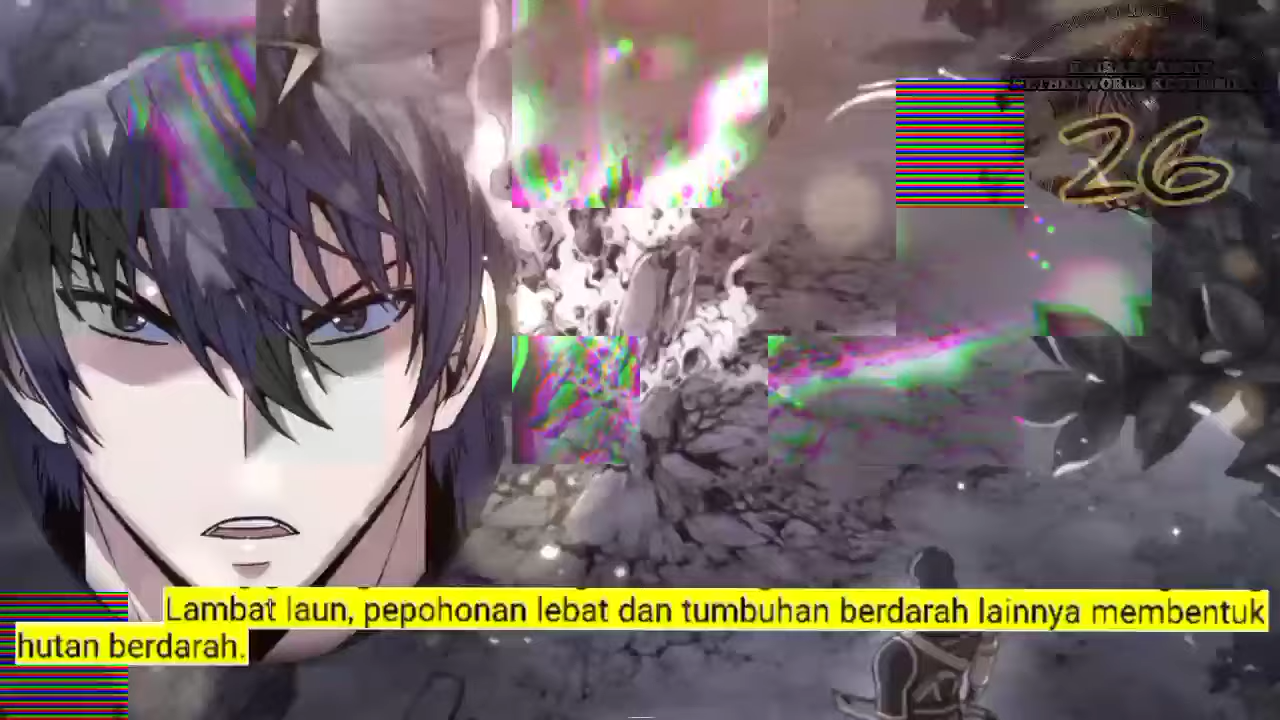 26
Lambat laun, pepohonan lebat dan tumbuhan berdarah lainnya membentuk
hutan berdarah.